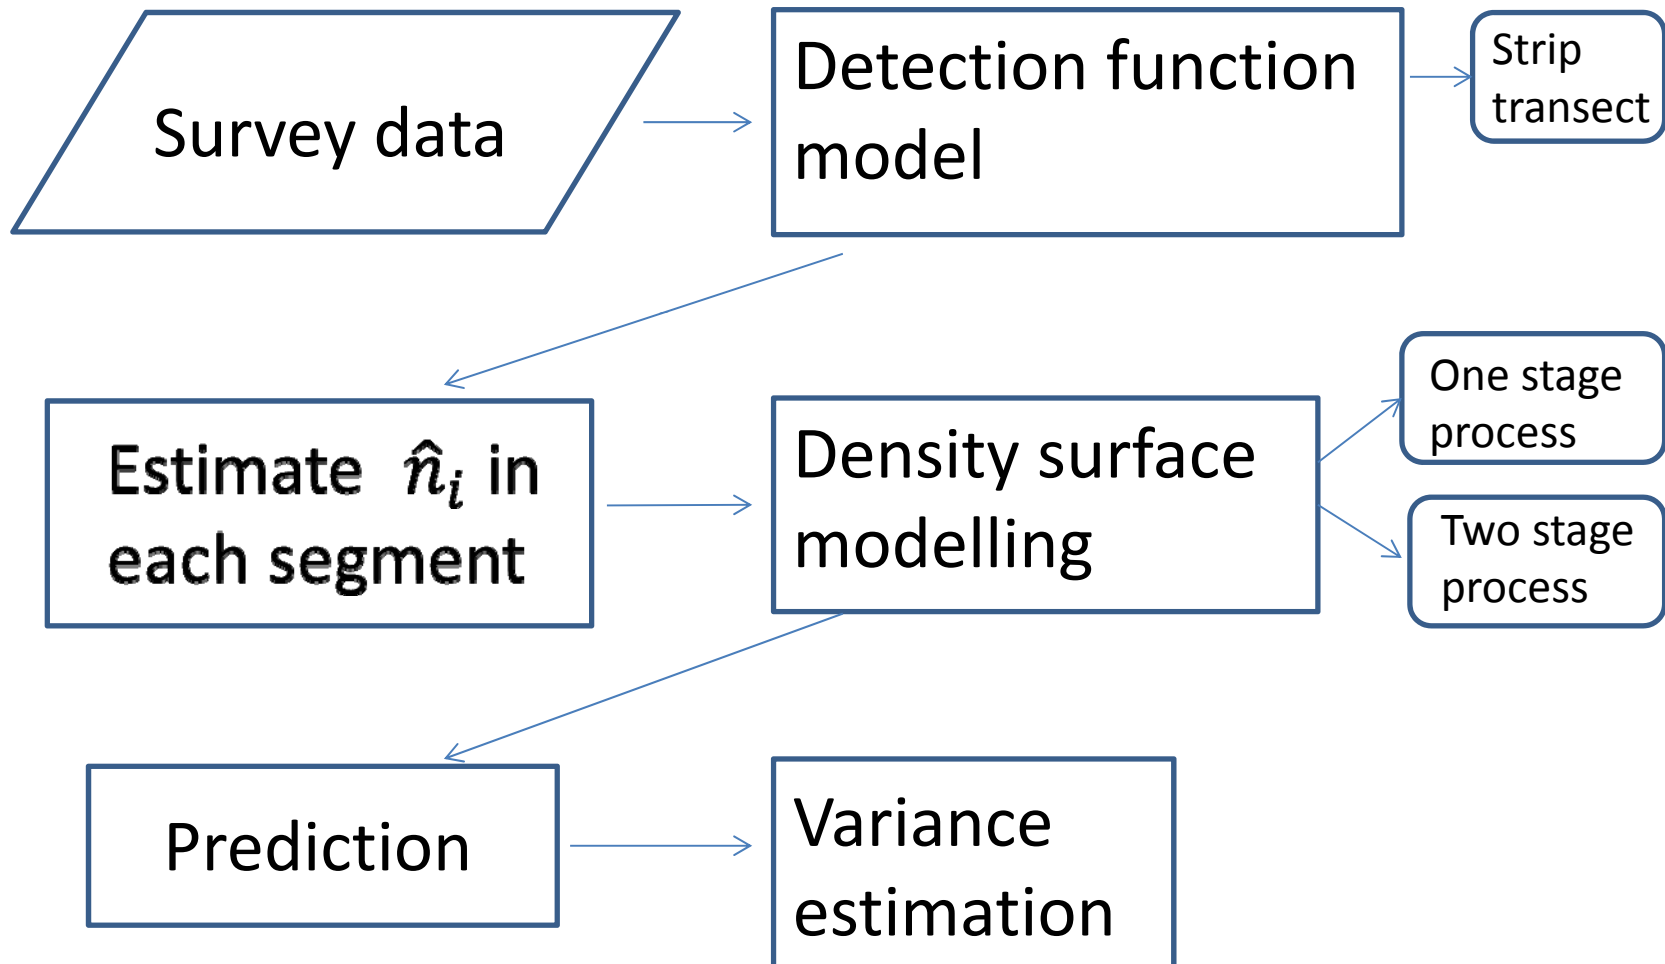 Survey data
Detection function
model
Strip
transect
Estimate n̂ᵢ in
each segment
Density surface
modelling
One stage
process
Two stage
process
Prediction
Variance
estimation